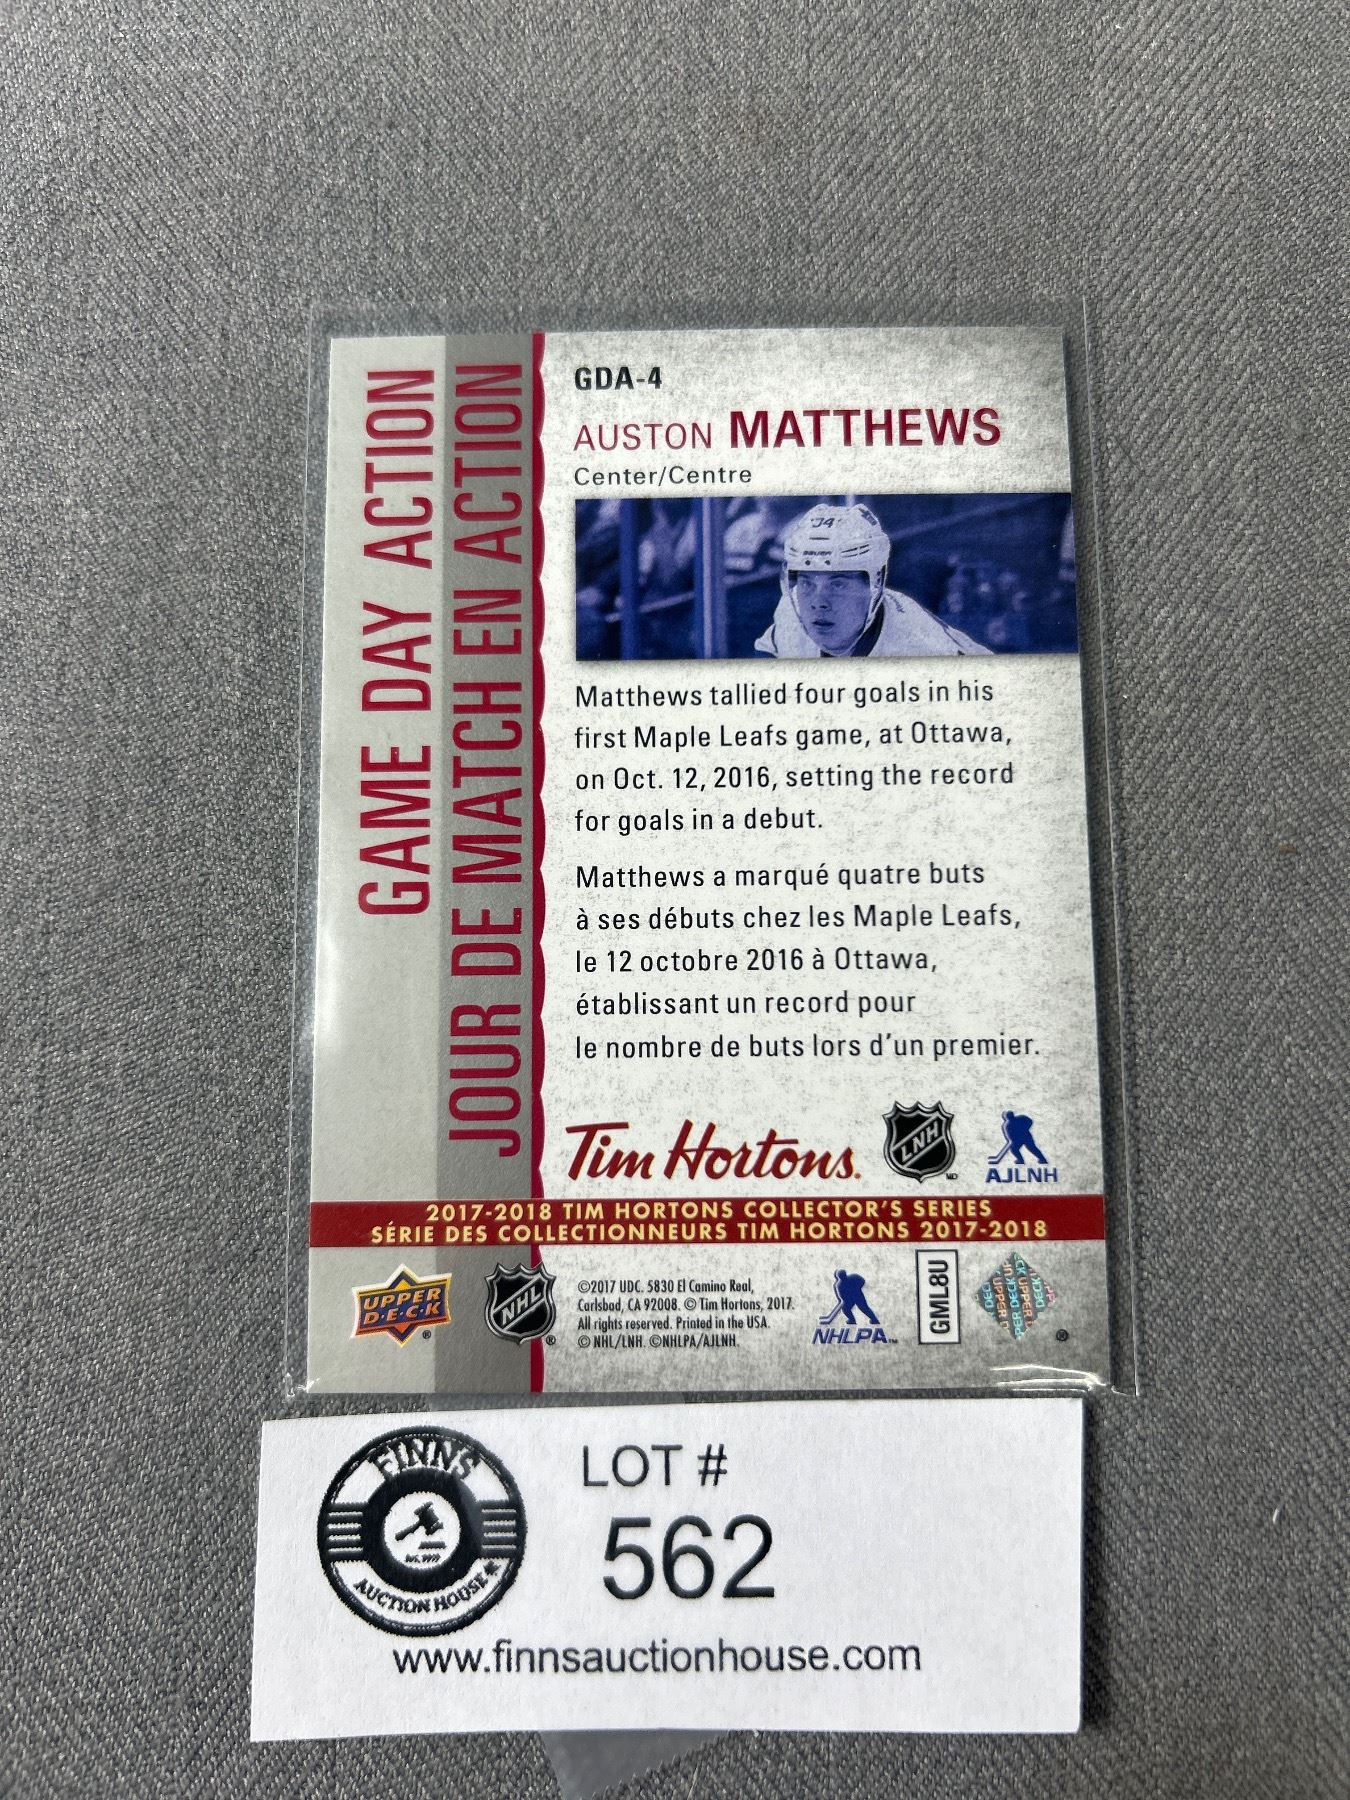 GAME DAY ACTION
JOUR DE MATCH EN ACTION
GDA-4
AUSTON MATTHEWS
Center/Centre
34
BAUER
Matthews tallied four goals in his
first Maple Leafs game, at Ottawa,
on Oct. 12, 2016, setting the record
for goals in a debut.
Matthews a marqué quatre buts
à ses débuts chez les Maple Leafs,
le 12 octobre 2016 à Ottawa,
établissant un record pour
le nombre de buts lors d'un premier.
Tim Hortons.
LNH
MD
AJLNH
2017-2018 TIM HORTONS COLLECTOR'S SERIES
SÉRIE DES COLLECTIONNEURS TIM HORTONS 2017-2018
UPPER
D·E·C·K
®
NHL
®
©2017 UDC. 5830 El Camino Real,
Carlsbad, CA 92008. © Tim Hortons, 2017.
All rights reserved. Printed in the USA.
© NHL/LNH. ©NHLPA/AJLNH.
NHLPA™
GML8U
UPPER DECK
®
FINNS
AUCTION HOUSE
LOT #
562
www.finnsauctionhouse.com